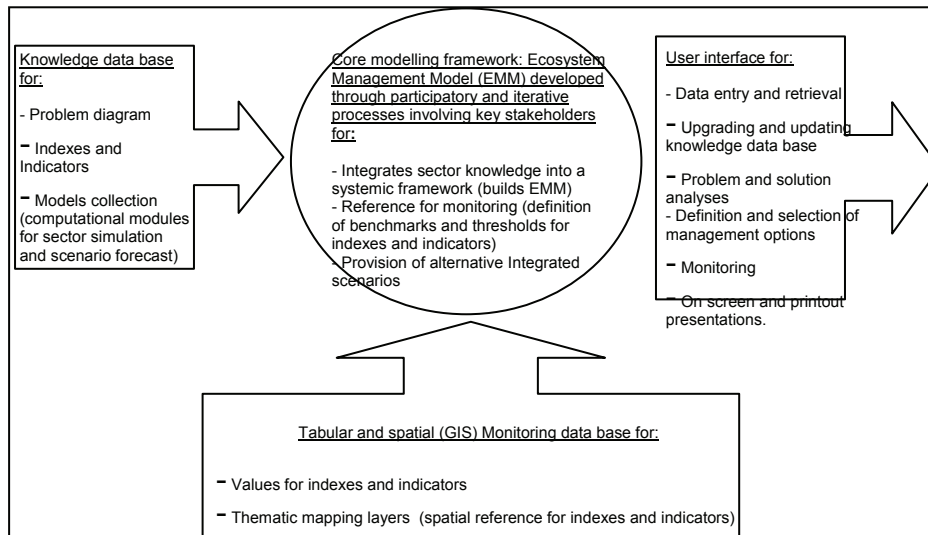 Knowledge data base
for:
- Problem diagram
- Indexes and
Indicators
- Models collection
(computational modules
for sector simulation
and scenario forecast)
Core modelling framework: Ecosystem
Management Model (EMM) developed
through participatory and iterative
processes involving key stakeholders
for:
- Integrates sector knowledge into a
systemic framework (builds EMM)
- Reference for monitoring (definition
of benchmarks and thresholds for
indexes and indicators)
- Provision of alternative Integrated
scenarios
User interface for:
- Data entry and retrieval
- Upgrading and updating
knowledge data base
- Problem and solution
analyses
- Definition and selection of
management options
- Monitoring
- On screen and printout
presentations.
Tabular and spatial (GIS) Monitoring data base for:
- Values for indexes and indicators
- Thematic mapping layers (spatial reference for indexes and indicators)